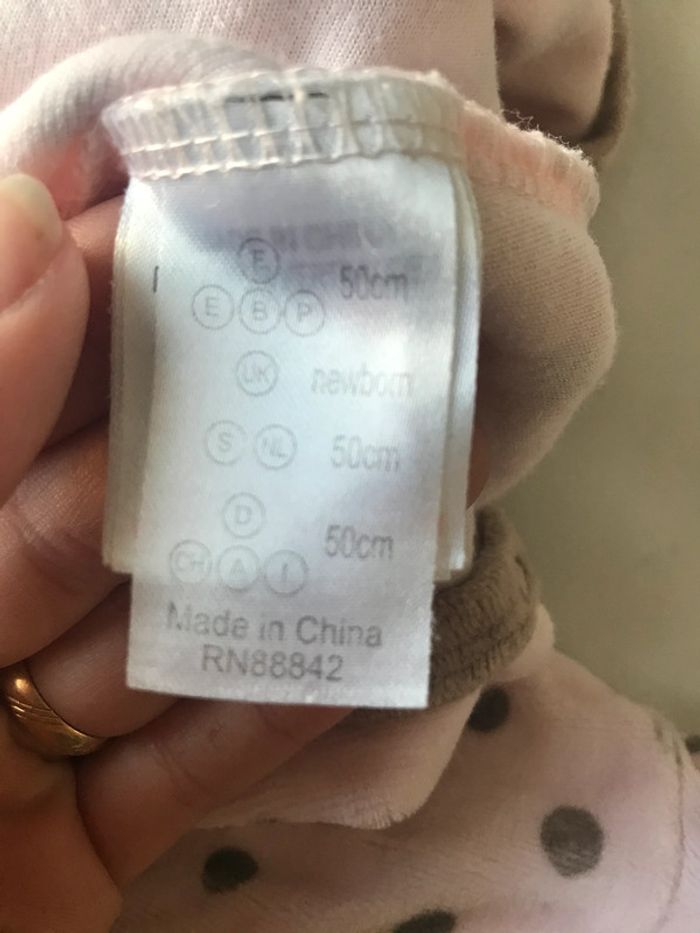 F
50cm
E B P
UK newborn
S NL 50cm
D
50cm
CH A I
Made in China
RN88842